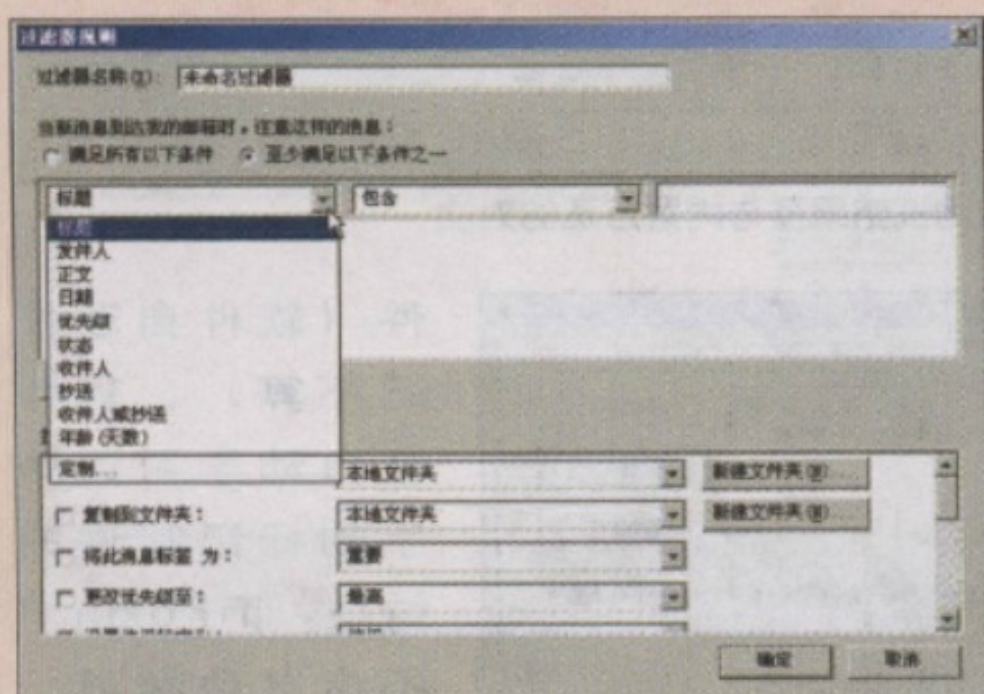 过滤器规则
过滤器名称(I): 未命名过滤器
当新消息到达我的邮箱时，注意这样的消息：
满足所有以下条件 至少满足以下条件之一
标题 包含
标题
发件人
正文
日期
优先级
状态
收件人
抄送
收件人或抄送
年龄(天数)
定制...
本地文件夹 新建文件夹
复制到文件夹： 本地文件夹 新建文件夹
将此消息标签 为： 重要
更改优先级至： 最高
确定 取消